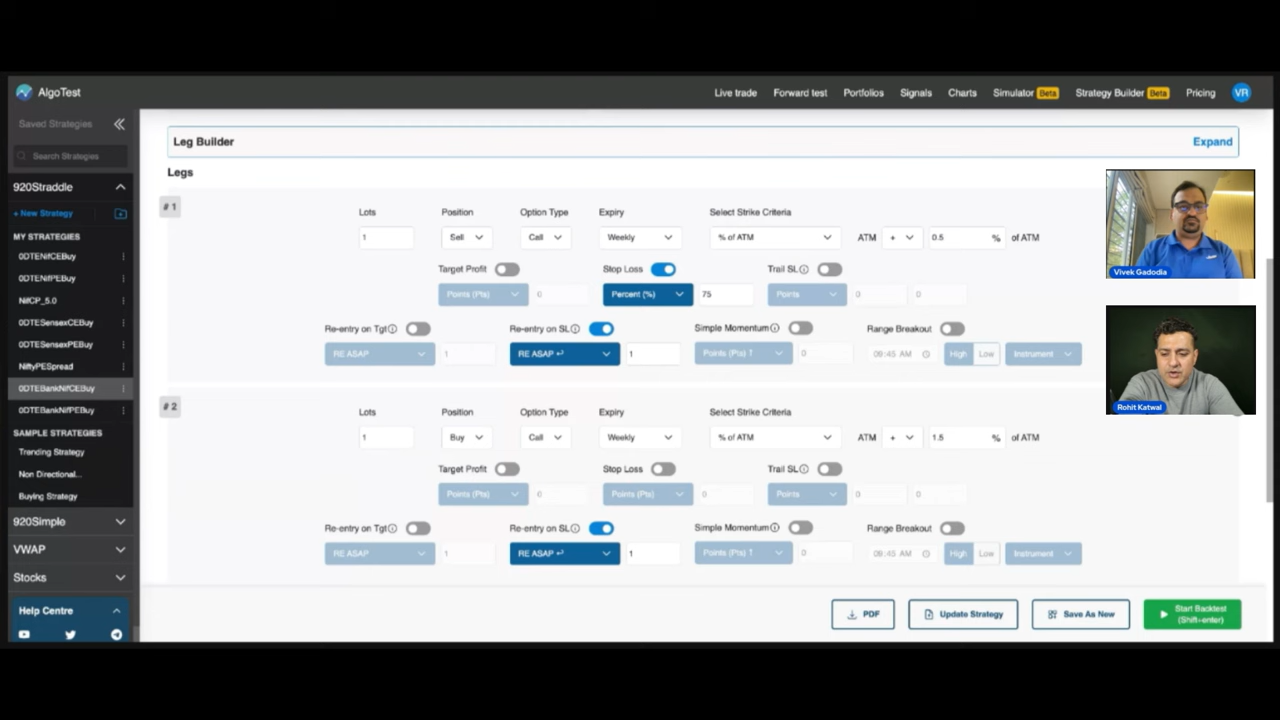 AlgoTest
Live trade Forward test Portfolios Signals Charts Simulator Beta Strategy Builder Beta Pricing VR
Saved Strategies
Search Strategies
920Straddle
+ New Strategy
MY STRATEGIES
0DTENifCEBuy
0DTENifPEBuy
NifCP_5.0
0DTESensexCEBuy
0DTESensexPEBuy
NiftyPESpread
0DTEBankNifCEBuy
0DTEBankNifPEBuy
SAMPLE STRATEGIES
Trending Strategy
Non Directional...
Buying Strategy
920Simple
VWAP
Stocks
Help Centre
Leg Builder Expand
Legs
# 1
Lots Position Option Type Expiry Select Strike Criteria
1 Sell Call Weekly % of ATM ATM + 0.5 % of ATM
Target Profit Stop Loss Trail SL
Points (Pts) 0 Percent (%) 75 Points 0 0
Re-entry on Tgt Re-entry on SL Simple Momentum Range Breakout
RE ASAP 1 RE ASAP ↩ 1 Points (Pts) ↑ 0 09:45 AM High Low Instrument
# 2
Lots Position Option Type Expiry Select Strike Criteria
1 Buy Call Weekly % of ATM ATM + 1.5 % of ATM
Target Profit Stop Loss Trail SL
Points (Pts) 0 Points (Pts) 0 Points 0 0
Re-entry on Tgt Re-entry on SL Simple Momentum Range Breakout
RE ASAP 1 RE ASAP ↩ 1 Points (Pts) ↑ 0 09:45 AM High Low Instrument
PDF Update Strategy Save As New Start Backtest
(Shift+enter)
Vivek Gadodia
Rohit Katwal